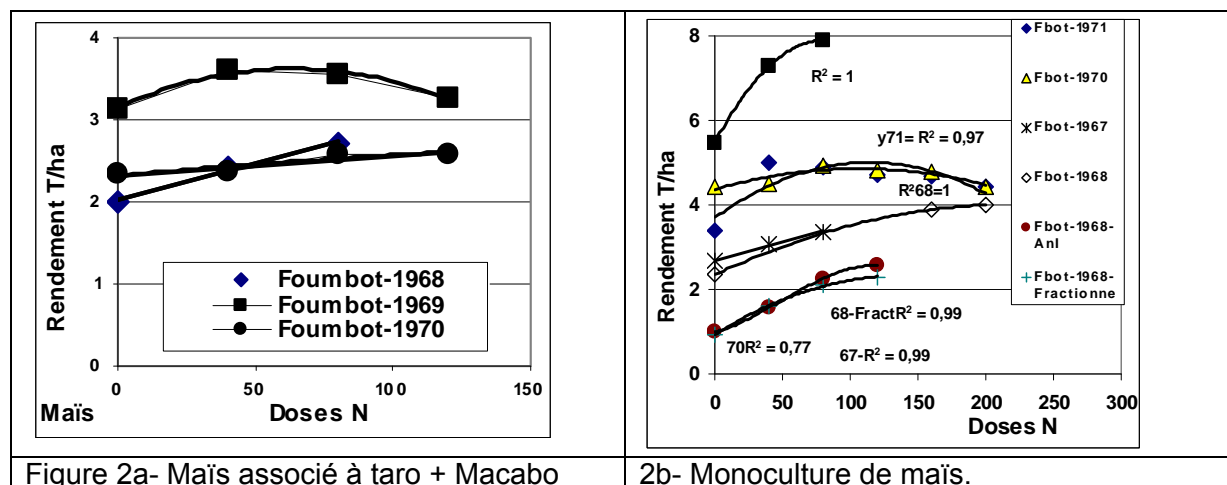 4
3
2
1
0
0
50
100
150
Rendement T/ha
Maïs
Doses N
Foumbot-1968
Foumbot-1969
Foumbot-1970
8
6
4
2
0
0
50
100
150
200
250
300
Rendement T/ha
Doses N
R² = 1
y71= R² = 0,97
R²68=1
68-FractR² = 0,99
70R² = 0,77
67-R² = 0,99
Fbot-1971
Fbot-1970
Fbot-1967
Fbot-1968
Fbot-1968-
Anl
Fbot-1968-
Fractionne
Figure 2a- Maïs associé à taro + Macabo
2b- Monoculture de maïs.